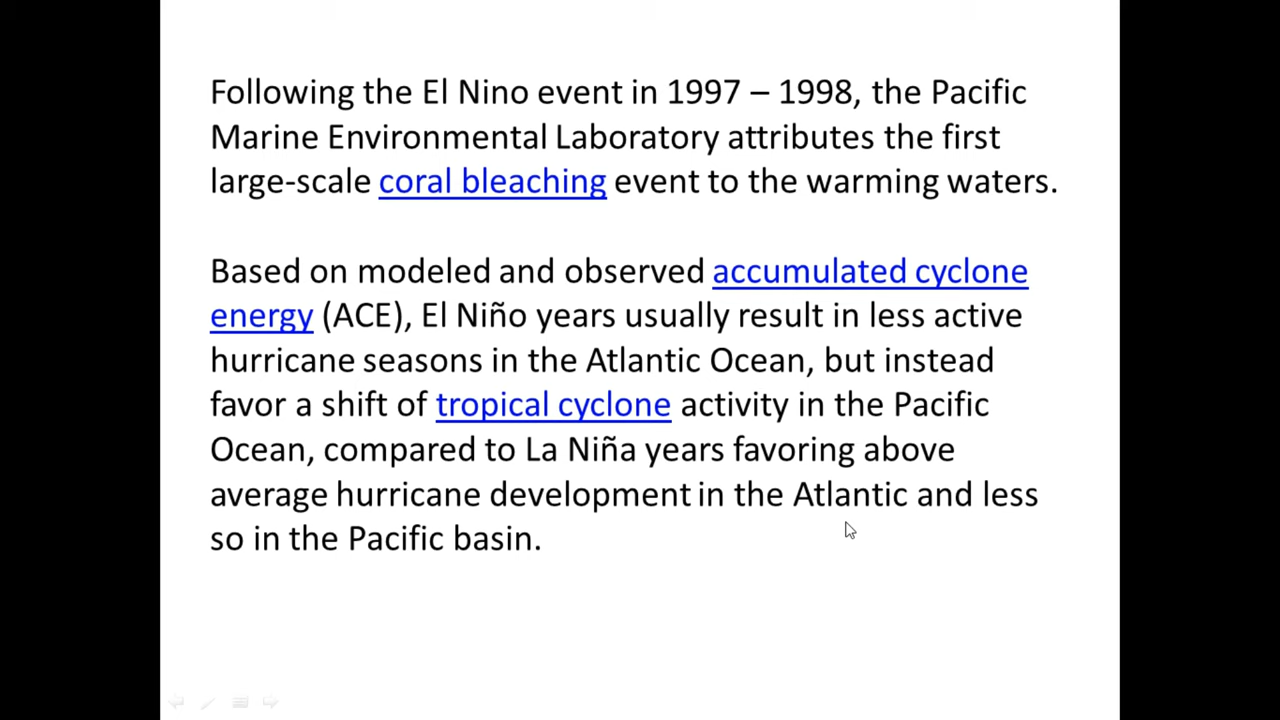 Following the El Nino event in 1997 – 1998, the Pacific
Marine Environmental Laboratory attributes the first
large-scale coral bleaching event to the warming waters.
Based on modeled and observed accumulated cyclone
energy (ACE), El Niño years usually result in less active
hurricane seasons in the Atlantic Ocean, but instead
favor a shift of tropical cyclone activity in the Pacific
Ocean, compared to La Niña years favoring above
average hurricane development in the Atlantic and less
so in the Pacific basin.